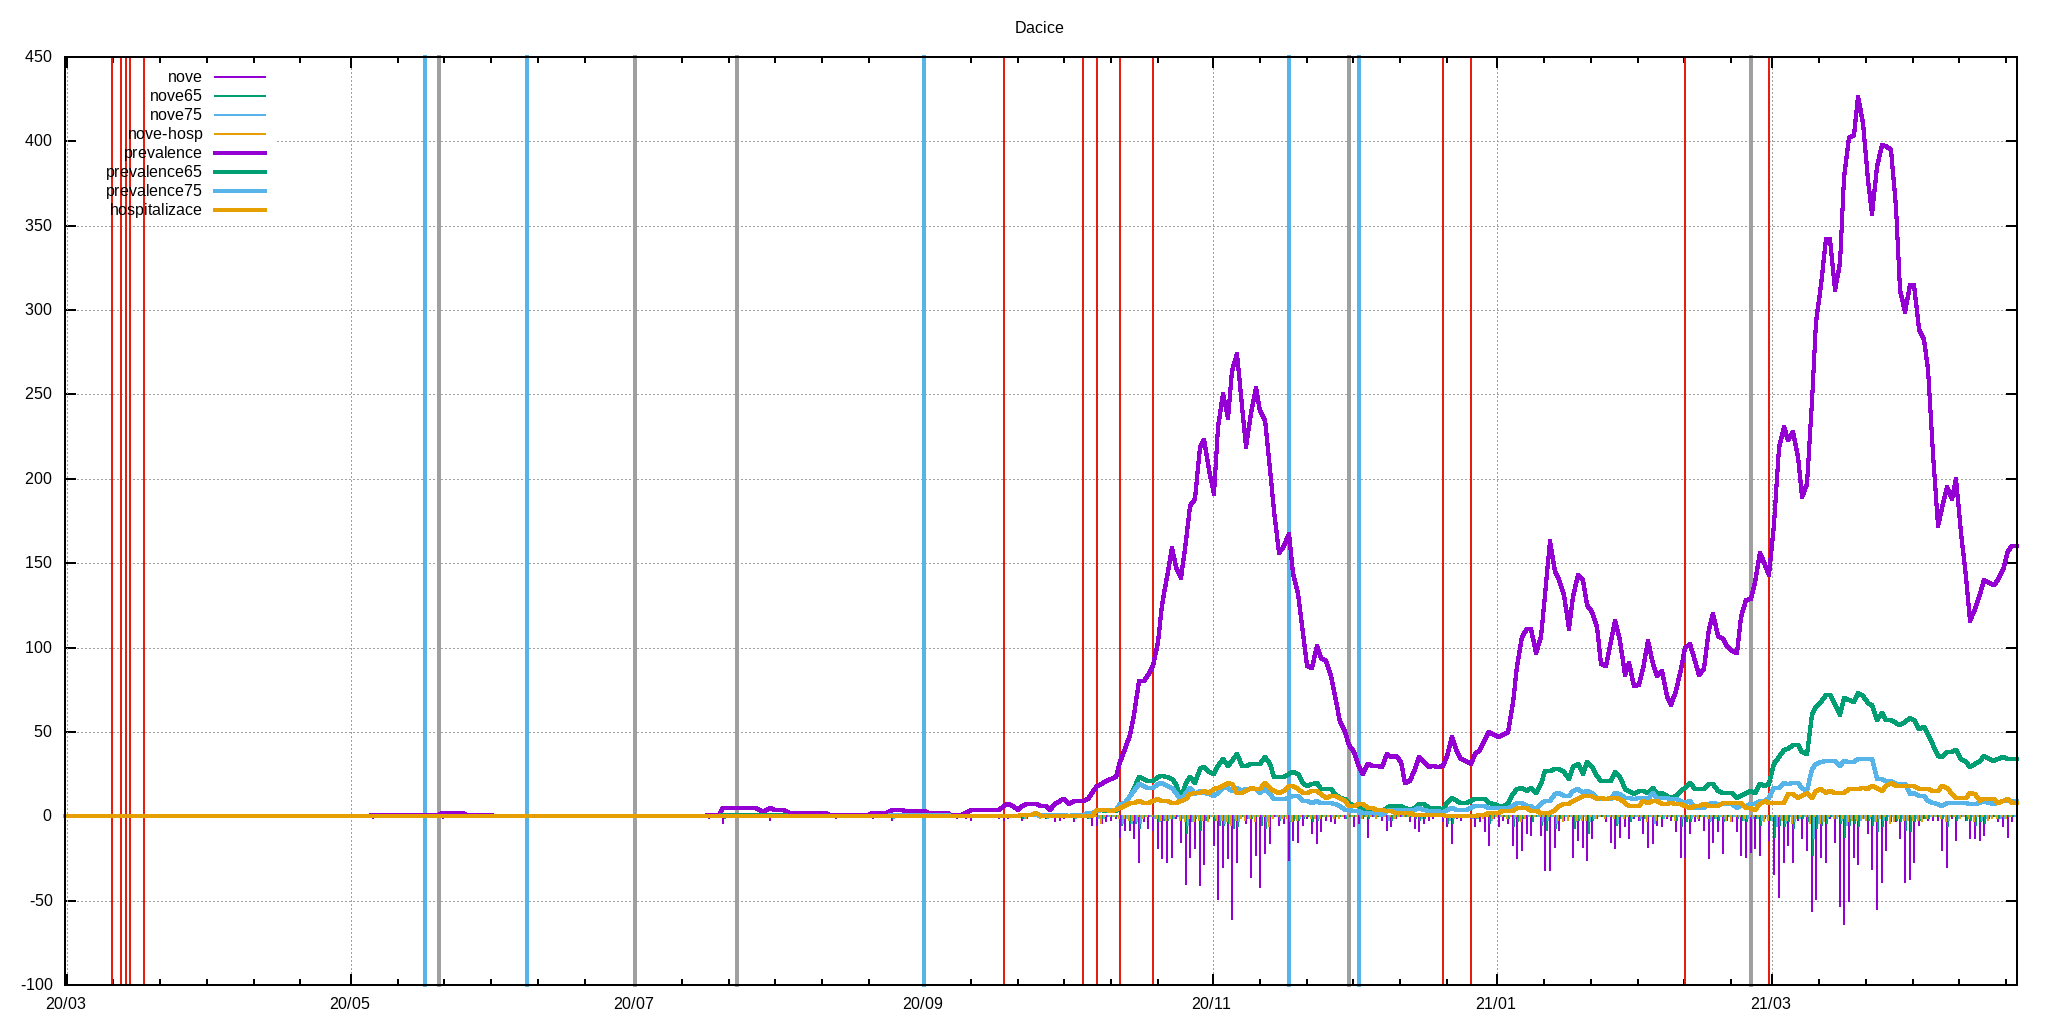 Dacice
450
400
350
300
250
200
150
100
50
0
-50
-100
nove
nove65
nove75
nove-hosp
prevalence
prevalence65
prevalence75
hospitalizace
20/03 20/05 20/07 20/09 20/11 21/01 21/03